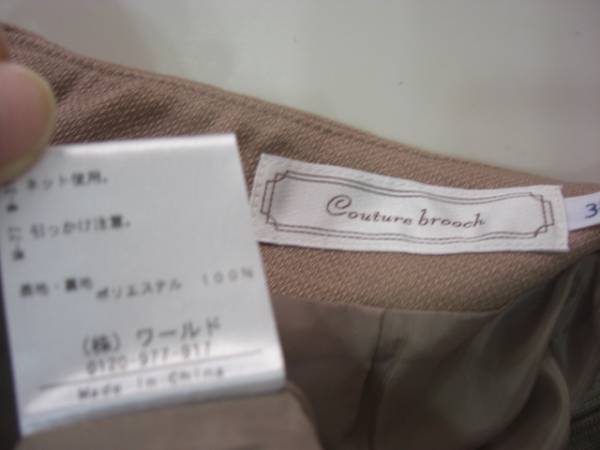 ネット使用。
引っかけ注意。
表地・裏地 ポリエステル 100%
(株) ワールド
0120-977-917
Made in China
Couture brooch
3